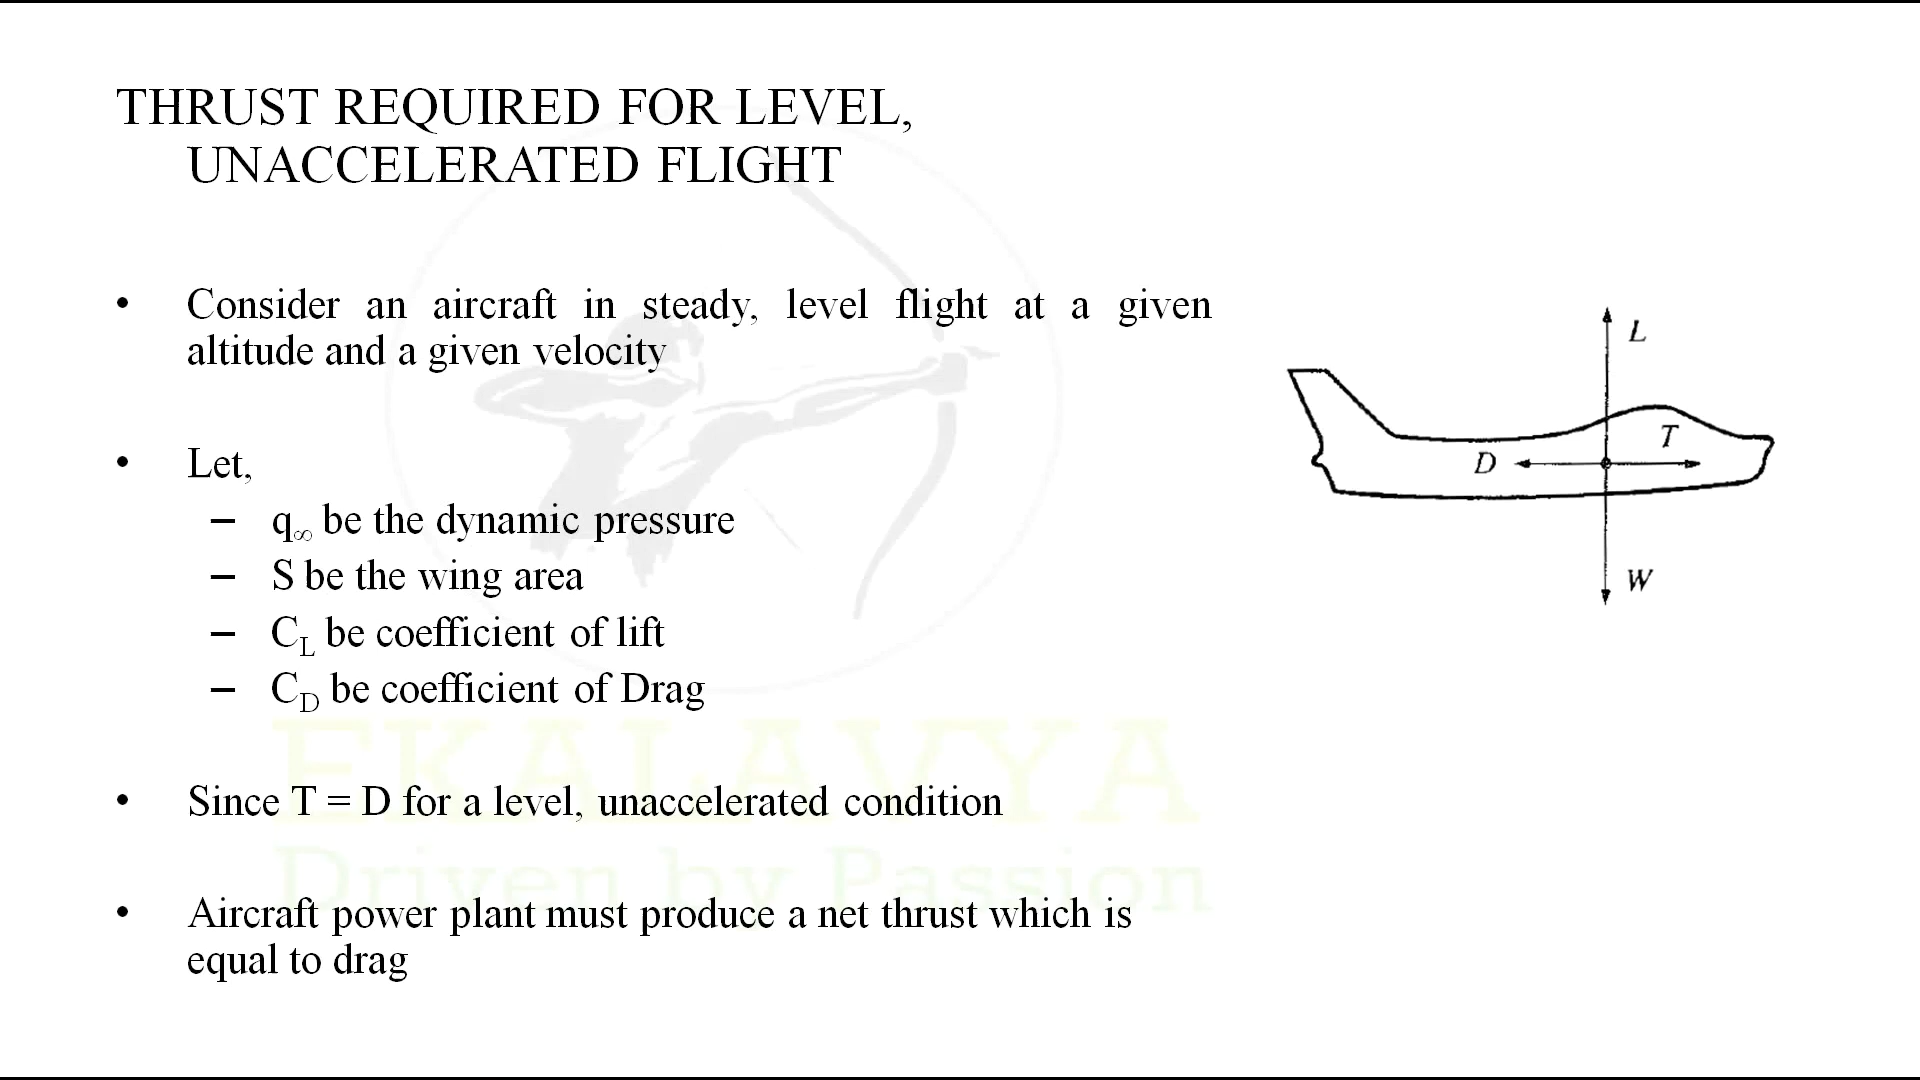 THRUST REQUIRED FOR LEVEL,
UNACCELERATED FLIGHT
• Consider an aircraft in steady, level flight at a given
altitude and a given velocity
• Let,
– q∞ be the dynamic pressure
– S be the wing area
– CL be coefficient of lift
– CD be coefficient of Drag
• Since T = D for a level, unaccelerated condition
• Aircraft power plant must produce a net thrust which is
equal to drag
L
T
D
W
EKALAVYA
Driven by Passion